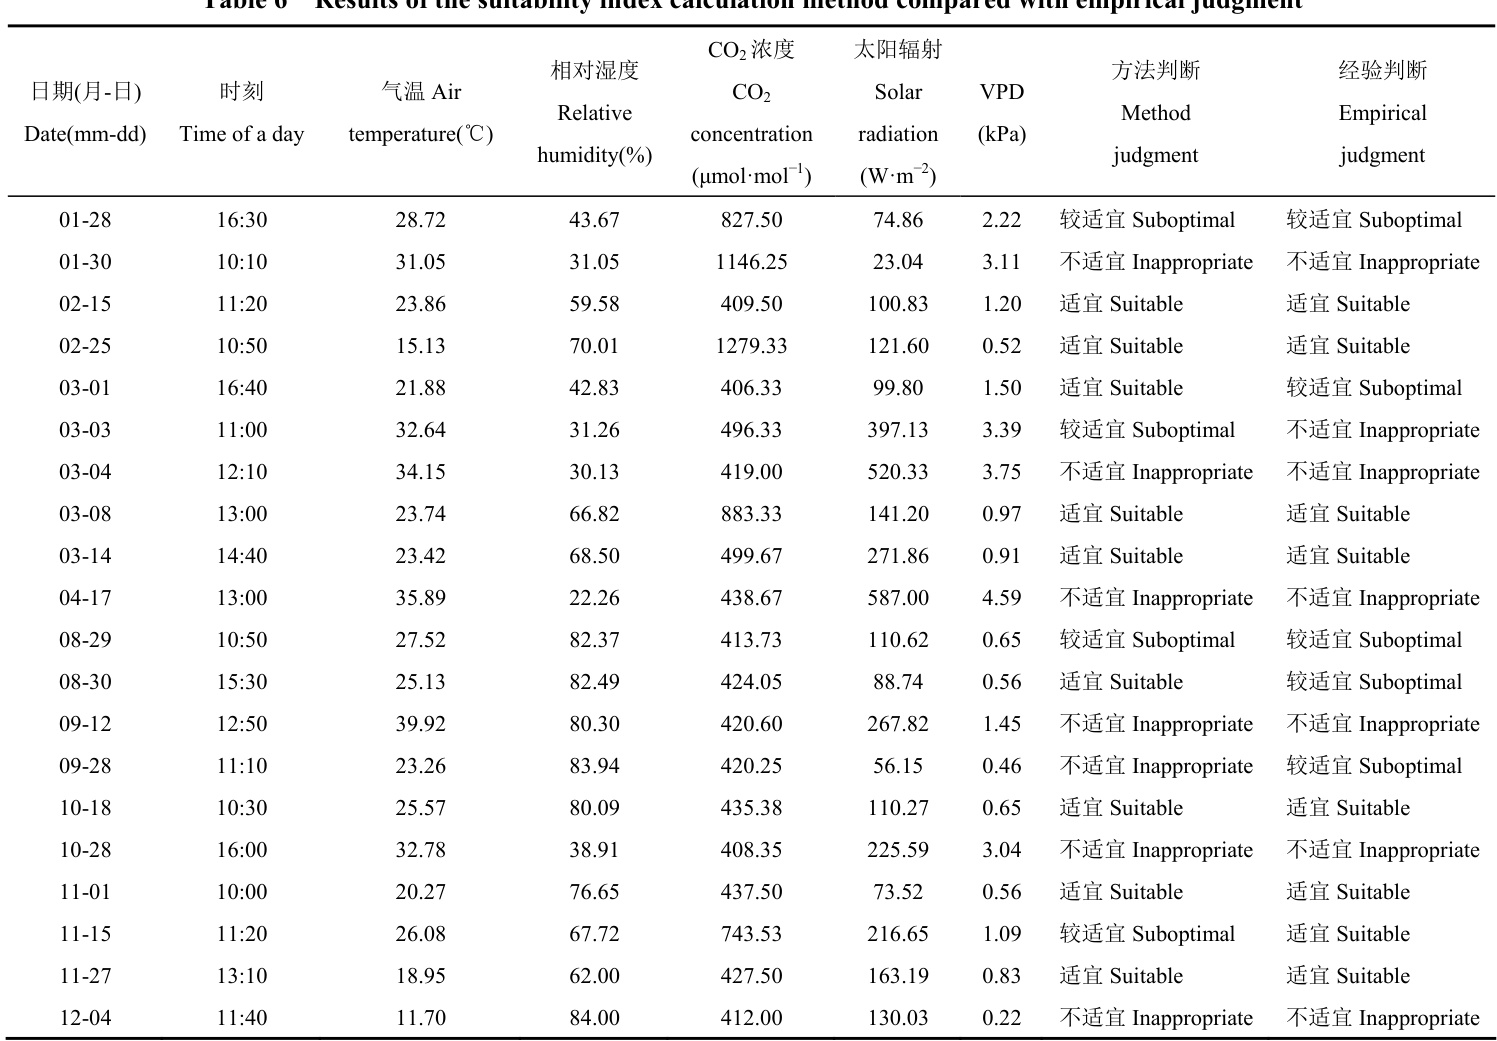 Table 6 Results of the suitability index calculation method compared with empirical judgment
日期(月-日) Date(mm-dd) 时刻 Time of a day 气温 Air temperature(℃) 相对湿度 Relative humidity(%) CO2 浓度 CO2 concentration (μmol·mol−1) 太阳辐射 Solar radiation (W·m−2) VPD (kPa) 方法判断 Method judgment 经验判断 Empirical judgment
01-28 16:30 28.72 43.67 827.50 74.86 2.22 较适宜 Suboptimal 较适宜 Suboptimal
01-30 10:10 31.05 31.05 1146.25 23.04 3.11 不适宜 Inappropriate 不适宜 Inappropriate
02-15 11:20 23.86 59.58 409.50 100.83 1.20 适宜 Suitable 适宜 Suitable
02-25 10:50 15.13 70.01 1279.33 121.60 0.52 适宜 Suitable 适宜 Suitable
03-01 16:40 21.88 42.83 406.33 99.80 1.50 适宜 Suitable 较适宜 Suboptimal
03-03 11:00 32.64 31.26 496.33 397.13 3.39 较适宜 Suboptimal 不适宜 Inappropriate
03-04 12:10 34.15 30.13 419.00 520.33 3.75 不适宜 Inappropriate 不适宜 Inappropriate
03-08 13:00 23.74 66.82 883.33 141.20 0.97 适宜 Suitable 适宜 Suitable
03-14 14:40 23.42 68.50 499.67 271.86 0.91 适宜 Suitable 适宜 Suitable
04-17 13:00 35.89 22.26 438.67 587.00 4.59 不适宜 Inappropriate 不适宜 Inappropriate
08-29 10:50 27.52 82.37 413.73 110.62 0.65 较适宜 Suboptimal 较适宜 Suboptimal
08-30 15:30 25.13 82.49 424.05 88.74 0.56 适宜 Suitable 较适宜 Suboptimal
09-12 12:50 39.92 80.30 420.60 267.82 1.45 不适宜 Inappropriate 不适宜 Inappropriate
09-28 11:10 23.26 83.94 420.25 56.15 0.46 不适宜 Inappropriate 较适宜 Suboptimal
10-18 10:30 25.57 80.09 435.38 110.27 0.65 适宜 Suitable 适宜 Suitable
10-28 16:00 32.78 38.91 408.35 225.59 3.04 不适宜 Inappropriate 不适宜 Inappropriate
11-01 10:00 20.27 76.65 437.50 73.52 0.56 适宜 Suitable 适宜 Suitable
11-15 11:20 26.08 67.72 743.53 216.65 1.09 较适宜 Suboptimal 适宜 Suitable
11-27 13:10 18.95 62.00 427.50 163.19 0.83 适宜 Suitable 适宜 Suitable
12-04 11:40 11.70 84.00 412.00 130.03 0.22 不适宜 Inappropriate 不适宜 Inappropriate